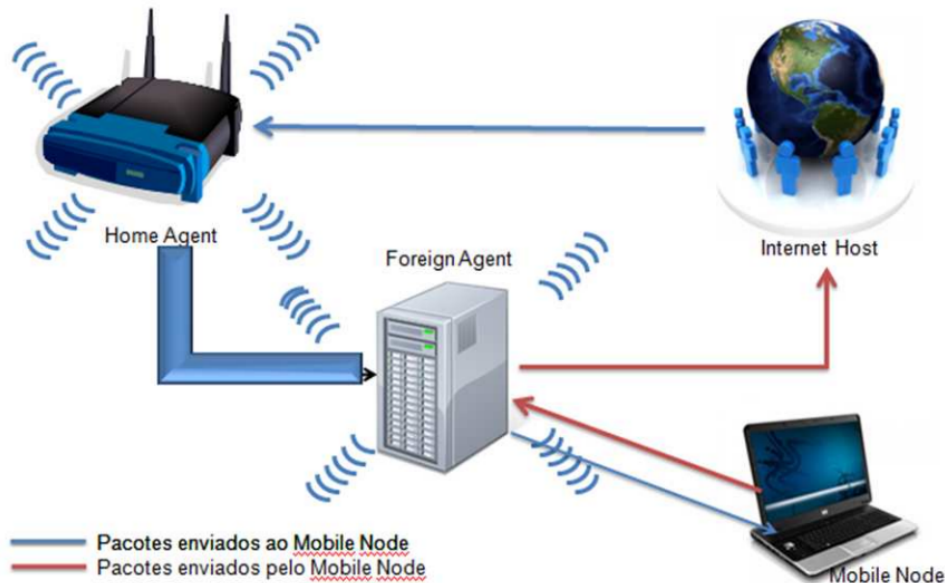 Home Agent
Foreign Agent
Internet Host
Mobile Node
Pacotes enviados ao Mobile Node
Pacotes enviados pelo Mobile Node